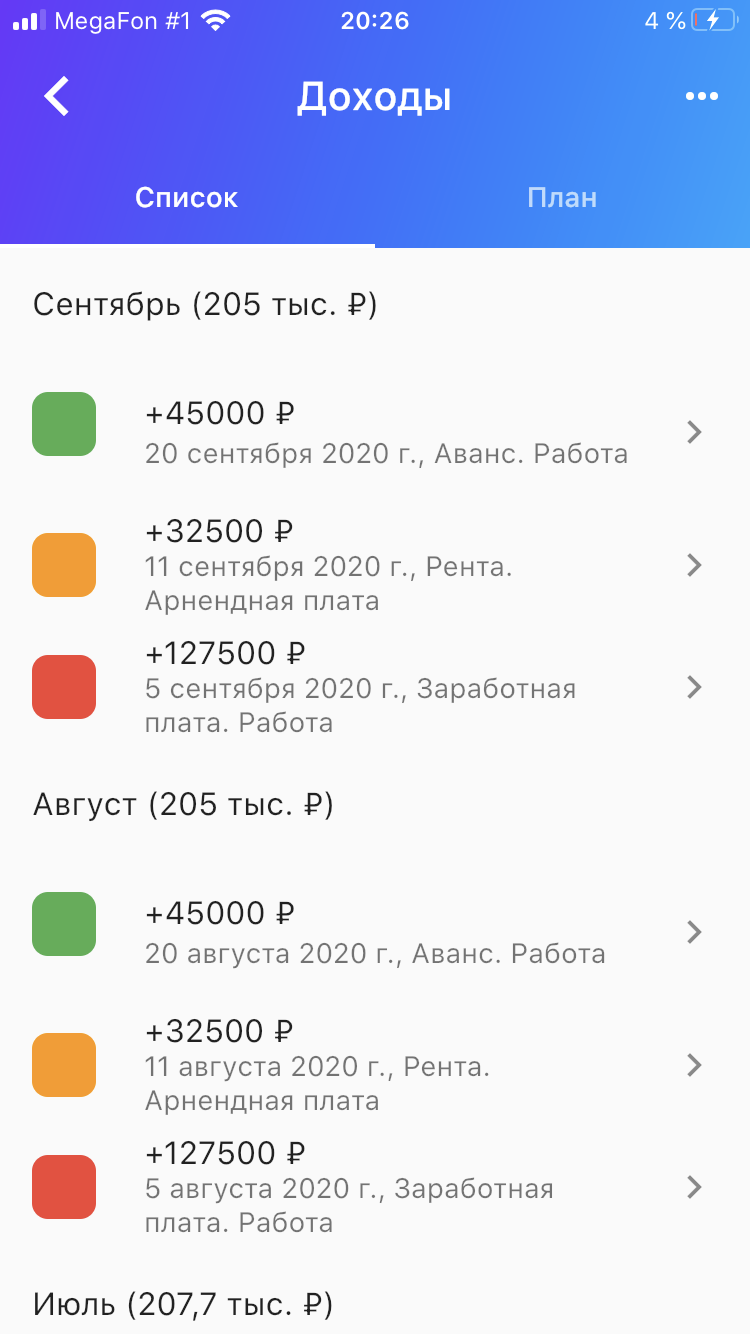 MegaFon #1 20:26 4 %
Доходы
Список План
Сентябрь (205 тыс. ₽)
+45000 ₽
20 сентября 2020 г., Аванс. Работа
+32500 ₽
11 сентября 2020 г., Рента.
Арнендная плата
+127500 ₽
5 сентября 2020 г., Заработная
плата. Работа
Август (205 тыс. ₽)
+45000 ₽
20 августа 2020 г., Аванс. Работа
+32500 ₽
11 августа 2020 г., Рента.
Арнендная плата
+127500 ₽
5 августа 2020 г., Заработная
плата. Работа
Июль (207,7 тыс. ₽)